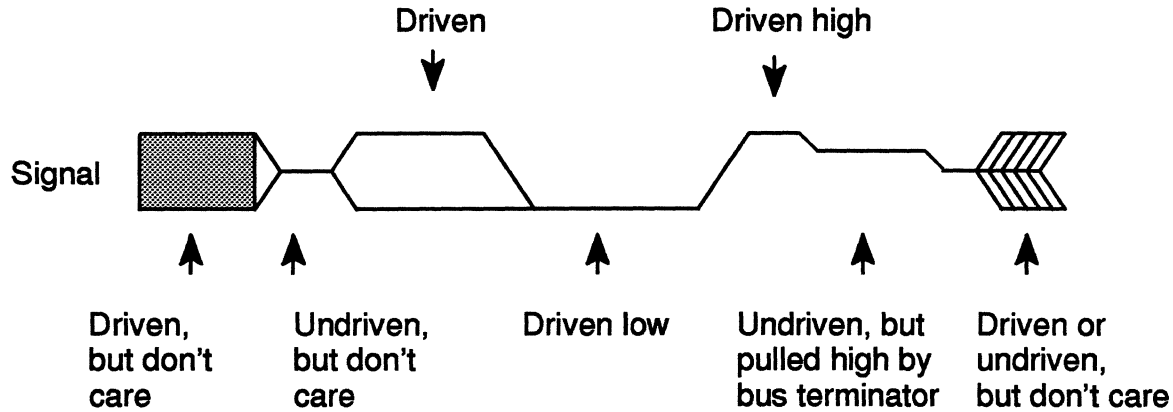 Driven
Driven high
Signal
Driven,
but don't
care
Undriven,
but don't
care
Driven low
Undriven, but
pulled high by
bus terminator
Driven or
undriven,
but don't care